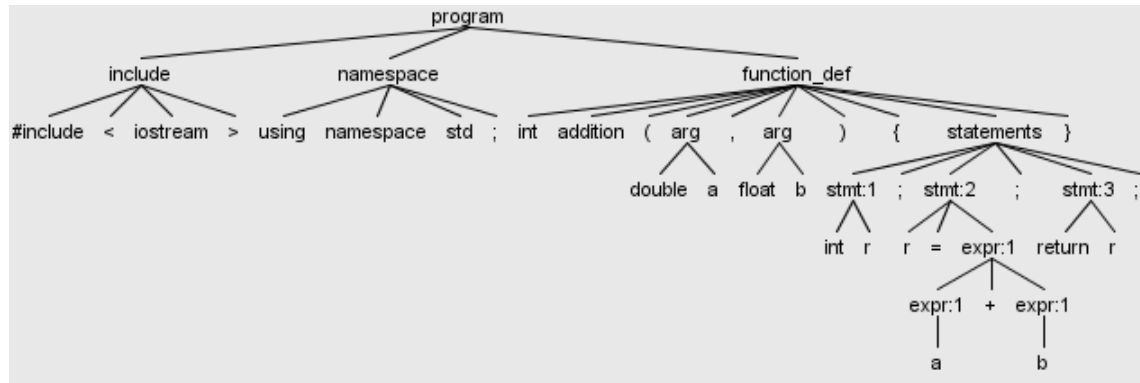 program
include namespace function_def
#include < iostream > using namespace std ; int addition ( arg , arg ) { statements }
double a float b stmt:1 ; stmt:2 ; stmt:3 ;
int r r = expr:1 return r
expr:1 + expr:1
a b